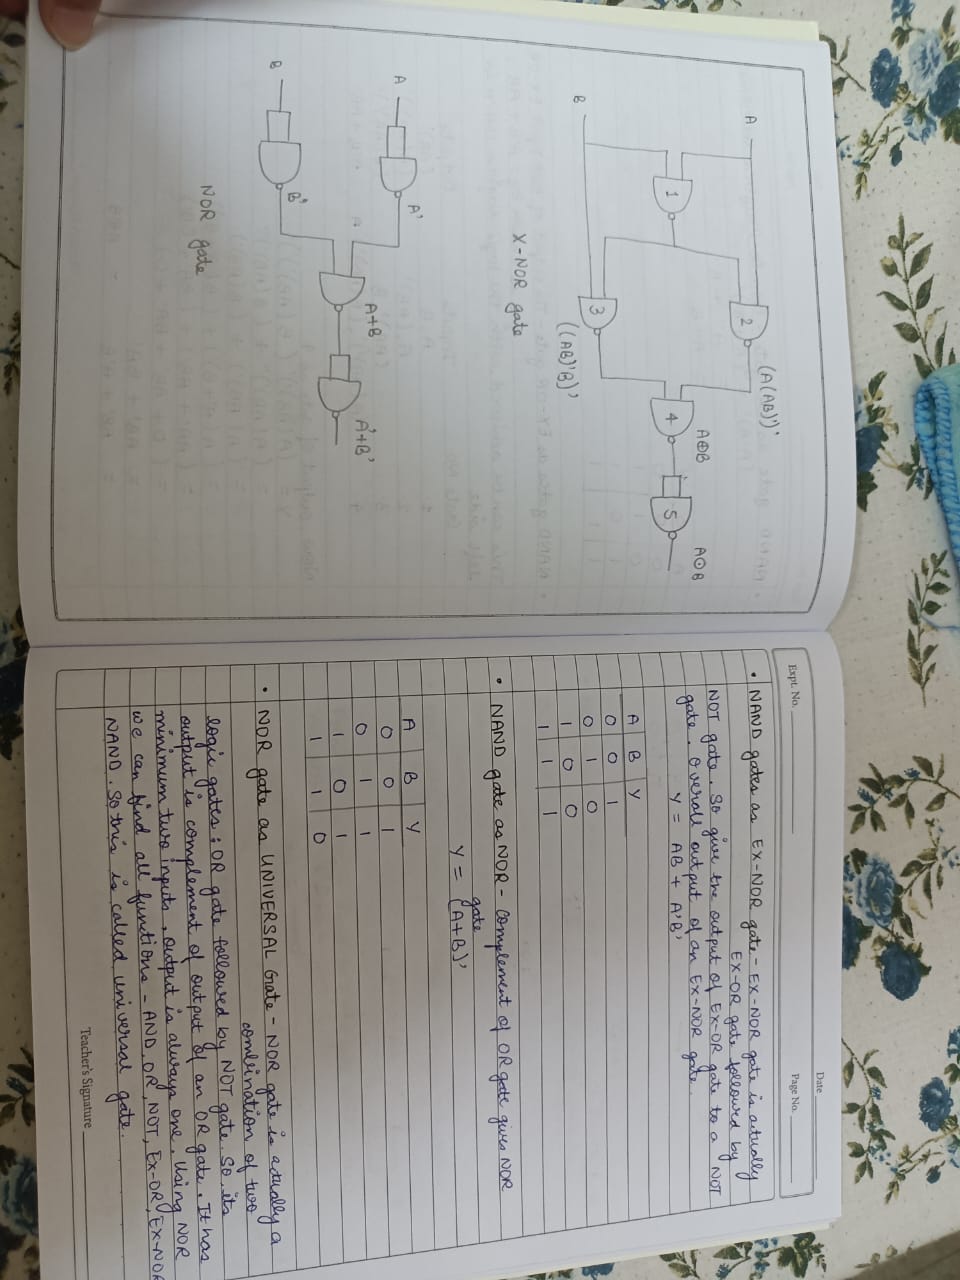 A
B
1
2
(A(AB)')'
3
((AB)'B)'
4
A⊕B
5
A⊙B
X-NOR gate
A
A'
B
B'
A+B
A'+B'
NOR gate
Date
Expt. No.
Page No.
• NAND gates as EX-NOR gate - EX-NOR gate is actually
EX-OR gate followed by
NOT gate. So give the output of EX-OR gate to a NOT
gate. Overall output of an EX-NOR gate.
Y = AB + A'B'
A B Y
0 0 1
0 1 0
1 0 0
1 1 1
• NAND gate as NOR - Complement of OR gate gives NOR
gate
Y = (A+B)'
A B Y
0 0 1
0 1 1
1 0 1
1 1 0
• NOR gate as UNIVERSAL Gate - NOR gate is actually a
combination of two
logic gates : OR gate followed by NOT gate. So its
output is complement of output of an OR gate. It has
minimum two inputs, output is always one. Using NOR
we can find all functions - AND, OR, NOT, Ex-OR, Ex-NOR
NAND. So this is called universal gate.
Teacher's Signature